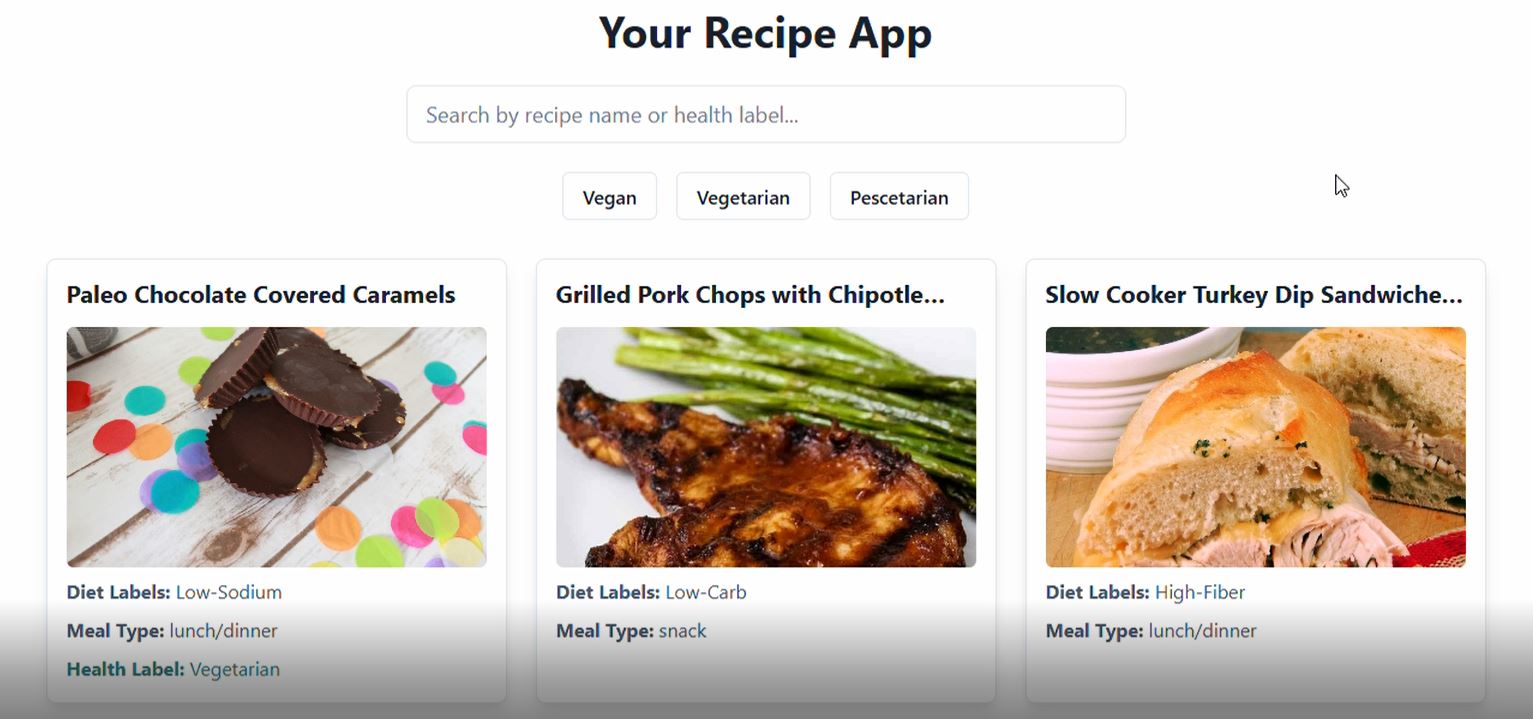 Your Recipe App
Search by recipe name or health label...
Vegan
Vegetarian
Pescetarian
Paleo Chocolate Covered Caramels
Diet Labels: Low-Sodium
Meal Type: lunch/dinner
Health Label: Vegetarian
Grilled Pork Chops with Chipotle...
Diet Labels: Low-Carb
Meal Type: snack
Slow Cooker Turkey Dip Sandwiche...
Diet Labels: High-Fiber
Meal Type: lunch/dinner